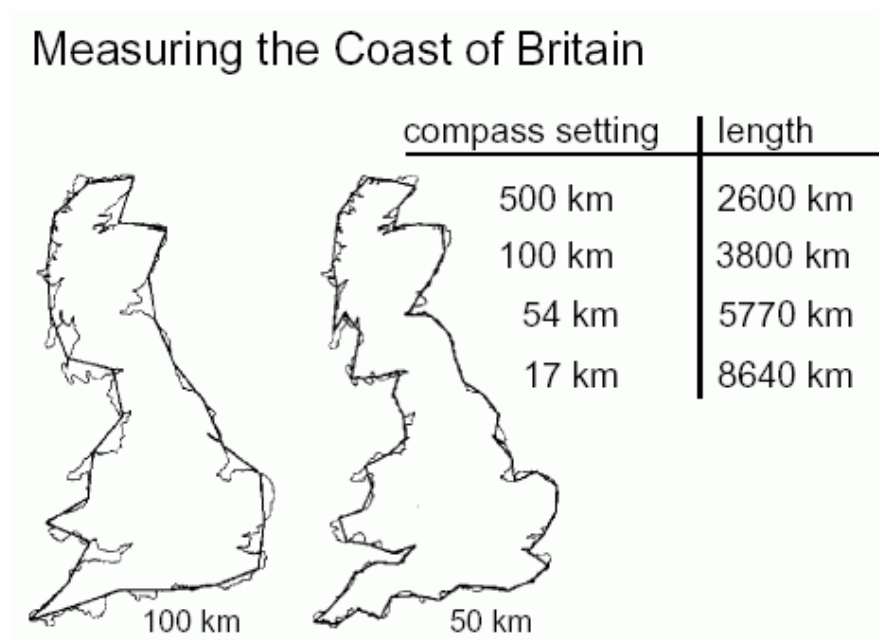 Measuring the Coast of Britain
compass setting length
500 km 2600 km
100 km 3800 km
54 km 5770 km
17 km 8640 km
100 km 50 km